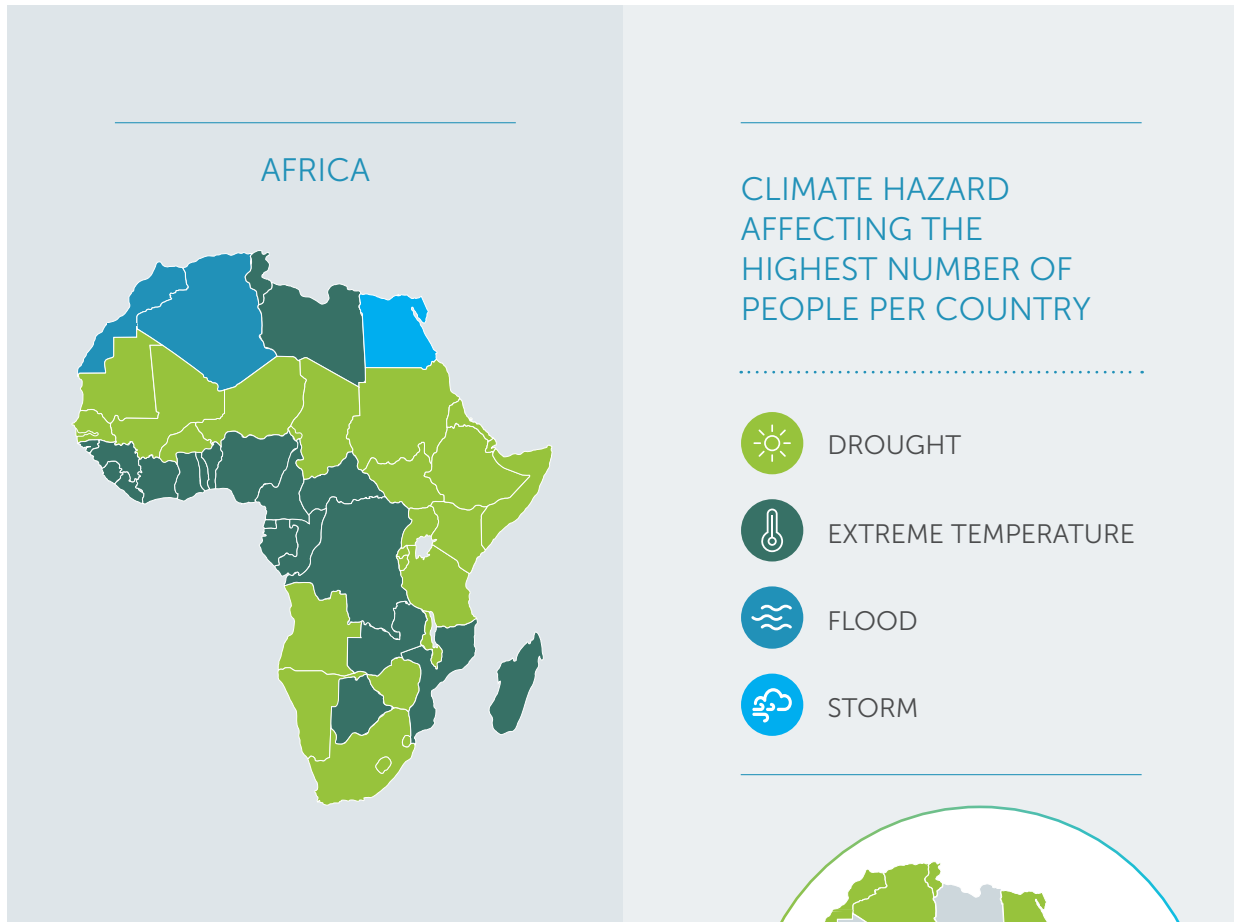 AFRICA
CLIMATE HAZARD
AFFECTING THE
HIGHEST NUMBER OF
PEOPLE PER COUNTRY
DROUGHT
EXTREME TEMPERATURE
FLOOD
STORM